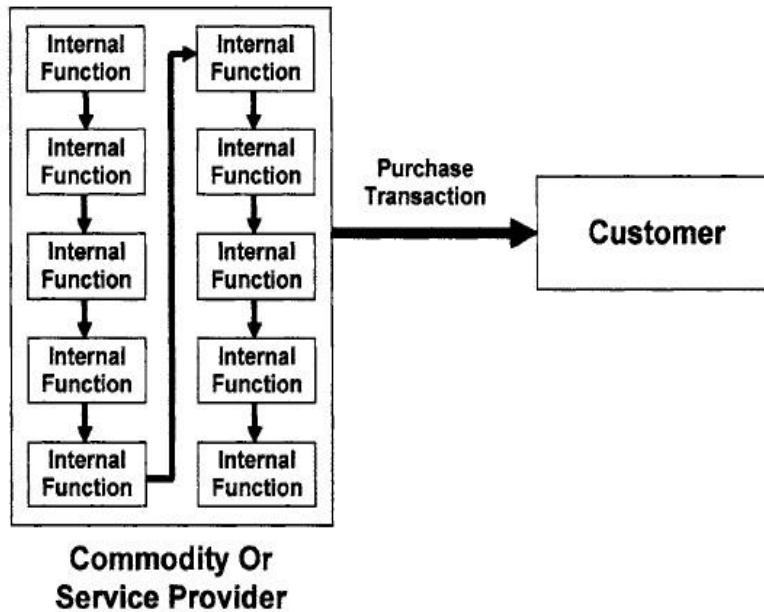 Internal
Function
Internal
Function
Internal
Function
Internal
Function
Internal
Function
Internal
Function
Internal
Function
Internal
Function
Internal
Function
Internal
Function
Purchase
Transaction
Customer
Commodity Or
Service Provider